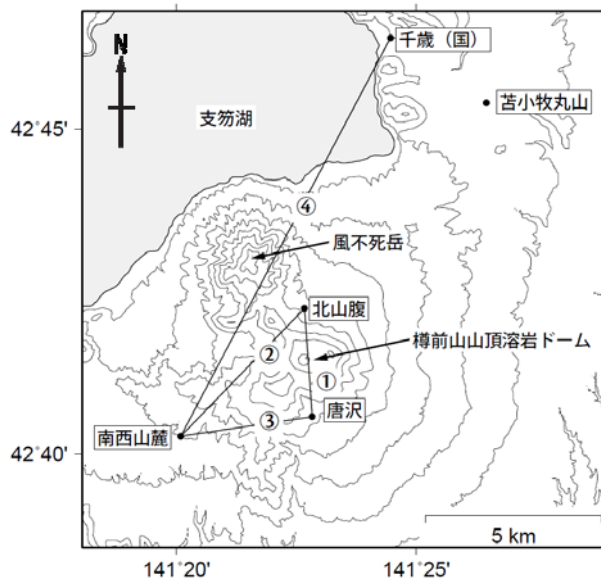 N
千歳（国）
42˚45'
支笏湖
苫小牧丸山
④
風不死岳
北山腹
樽前山山頂溶岩ドーム
②
①
唐沢
③
南西山麓
42˚40'
5 km
141˚20'
141˚25'